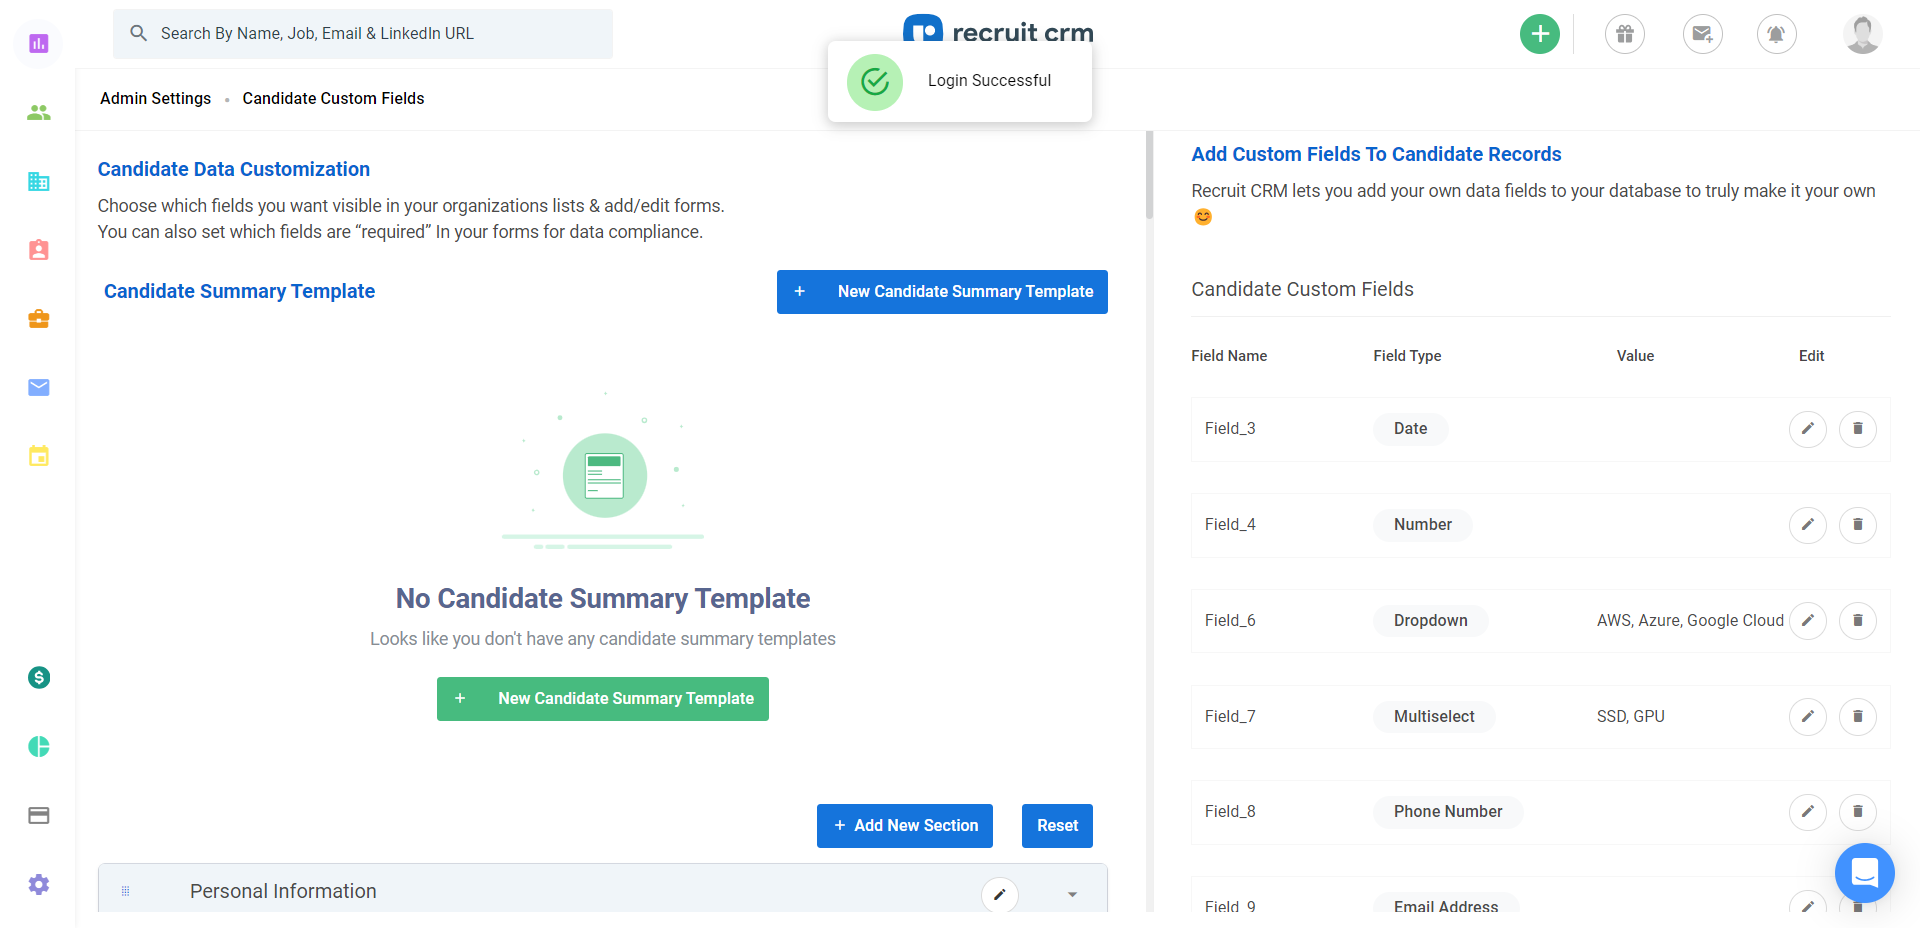 Search By Name, Job, Email & LinkedIn URL
recruit crm
Login Successful
Admin Settings • Candidate Custom Fields
Candidate Data Customization
Choose which fields you want visible in your organizations lists & add/edit forms.
You can also set which fields are “required” In your forms for data compliance.
Candidate Summary Template
+ New Candidate Summary Template
No Candidate Summary Template
Looks like you don't have any candidate summary templates
+ New Candidate Summary Template
+ Add New Section
Reset
Personal Information
Add Custom Fields To Candidate Records
Recruit CRM lets you add your own data fields to your database to truly make it your own
😊
Candidate Custom Fields
Field Name Field Type Value Edit
Field_3 Date
Field_4 Number
Field_6 Dropdown AWS, Azure, Google Cloud
Field_7 Multiselect SSD, GPU
Field_8 Phone Number
Field_9 Email Address